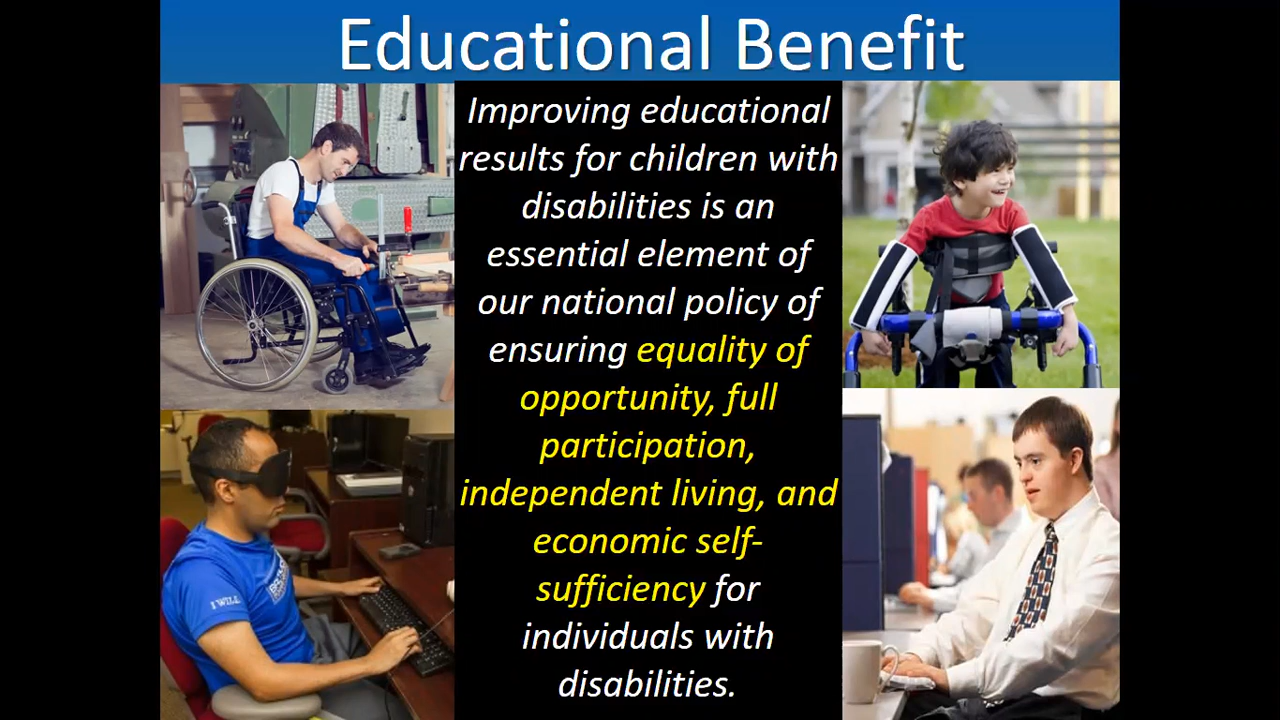 Educational Benefit
Improving educational
results for children with
disabilities is an
essential element of
our national policy of
ensuring equality of
opportunity, full
participation,
independent living, and
economic self-
sufficiency for
individuals with
disabilities.
I WILL